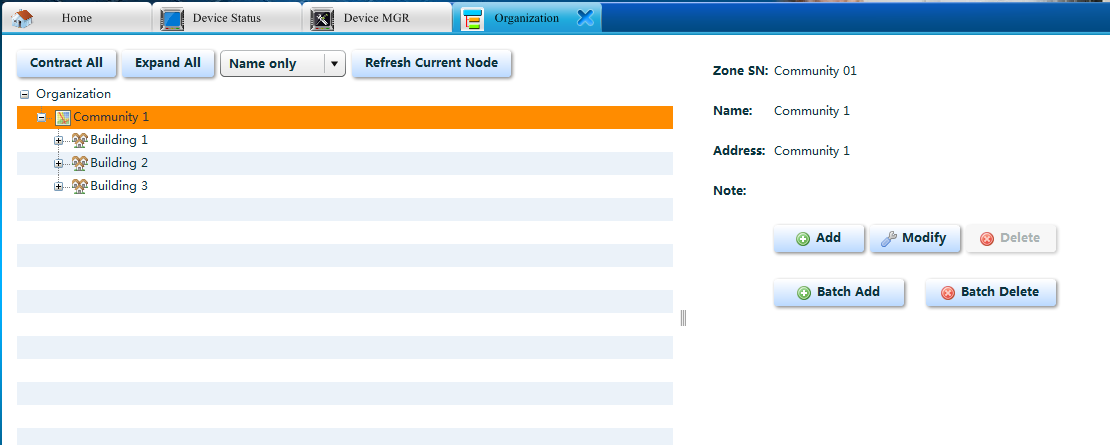 Home Device Status Device MGR Organization
Contract All Expand All Name only Refresh Current Node
Organization
Community 1
Building 1
Building 2
Building 3
Zone SN: Community 01
Name: Community 1
Address: Community 1
Note:
Add Modify Delete
Batch Add Batch Delete